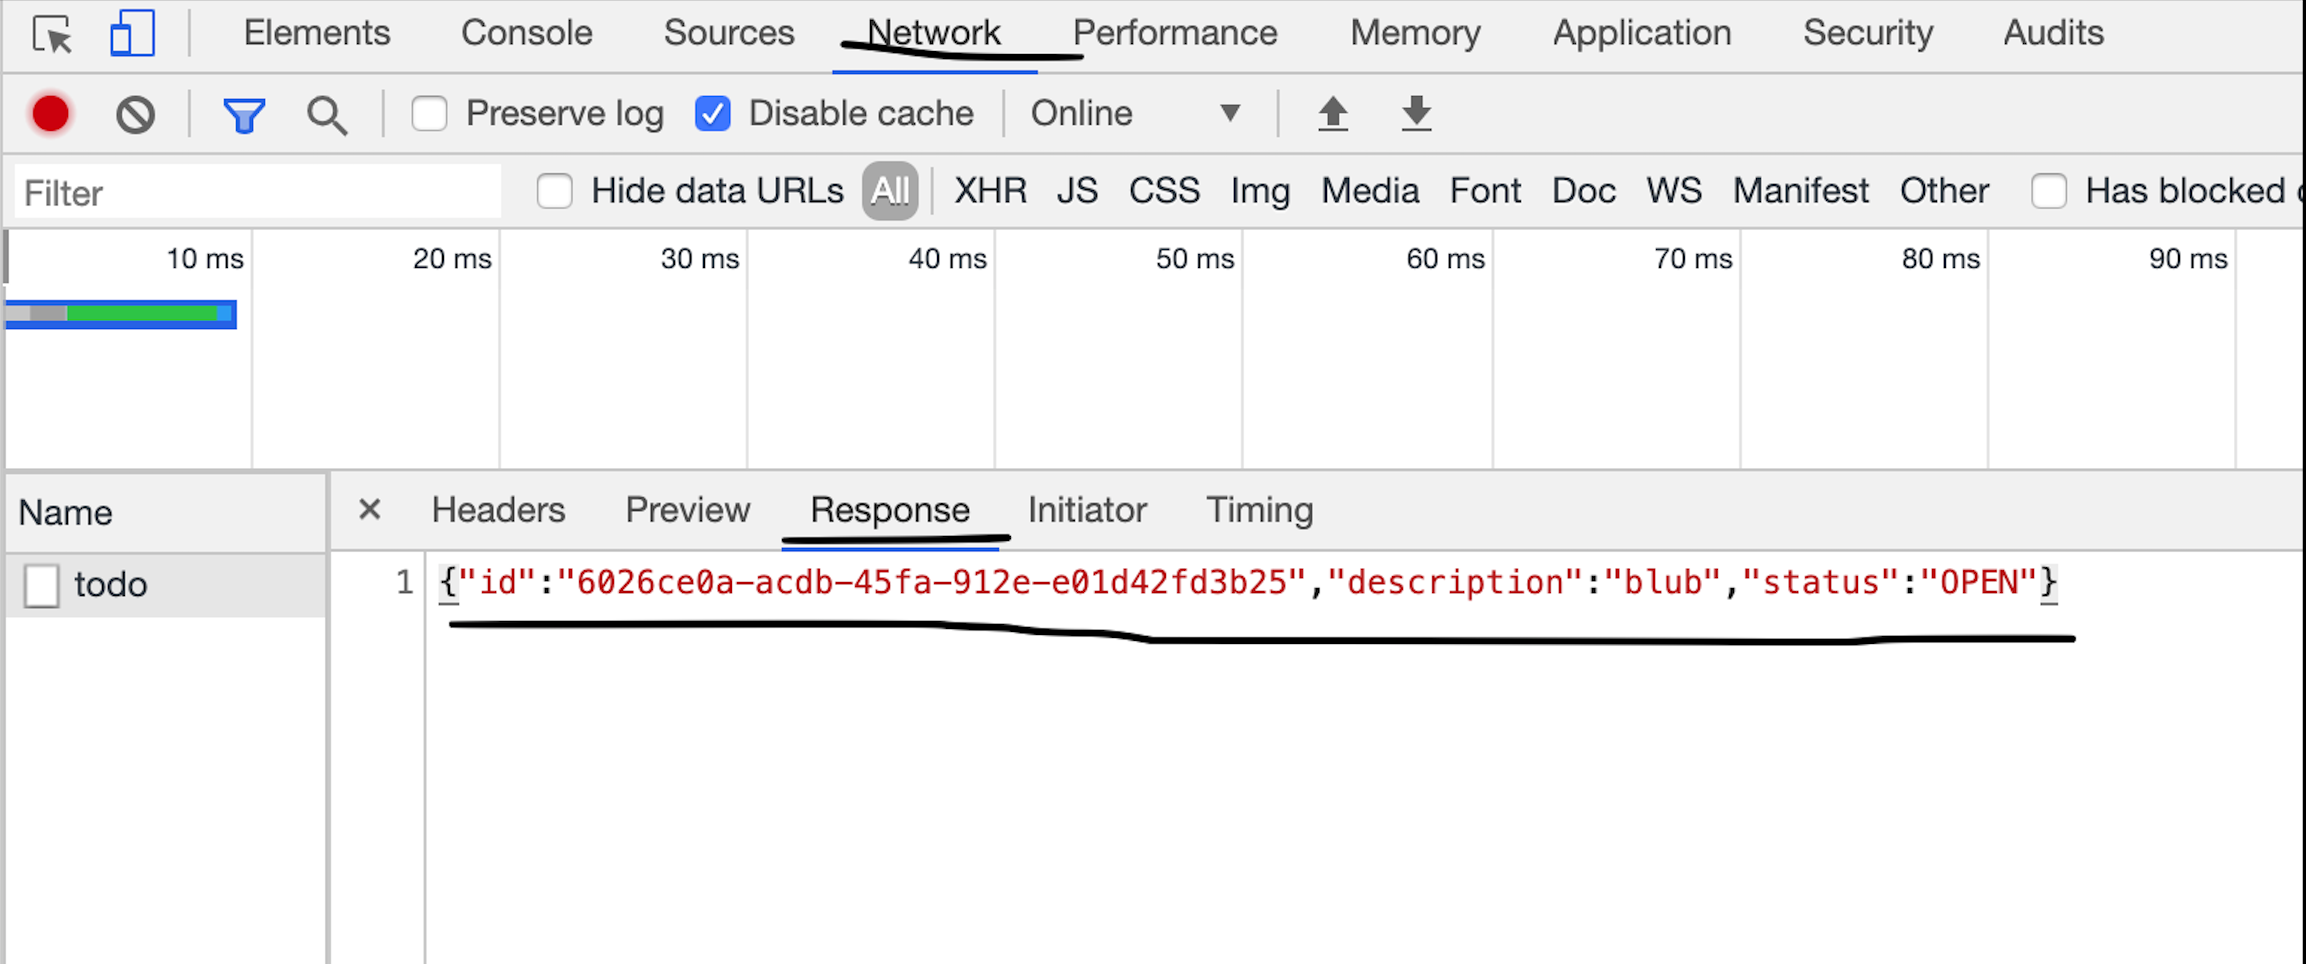 Elements Console Sources Network Performance Memory Application Security Audits
Preserve log Disable cache Online
Filter Hide data URLs All XHR JS CSS Img Media Font Doc WS Manifest Other Has blocked
10 ms 20 ms 30 ms 40 ms 50 ms 60 ms 70 ms 80 ms 90 ms
Name × Headers Preview Response Initiator Timing
todo 1 {"id":"6026ce0a-acdb-45fa-912e-e01d42fd3b25","description":"blub","status":"OPEN"}